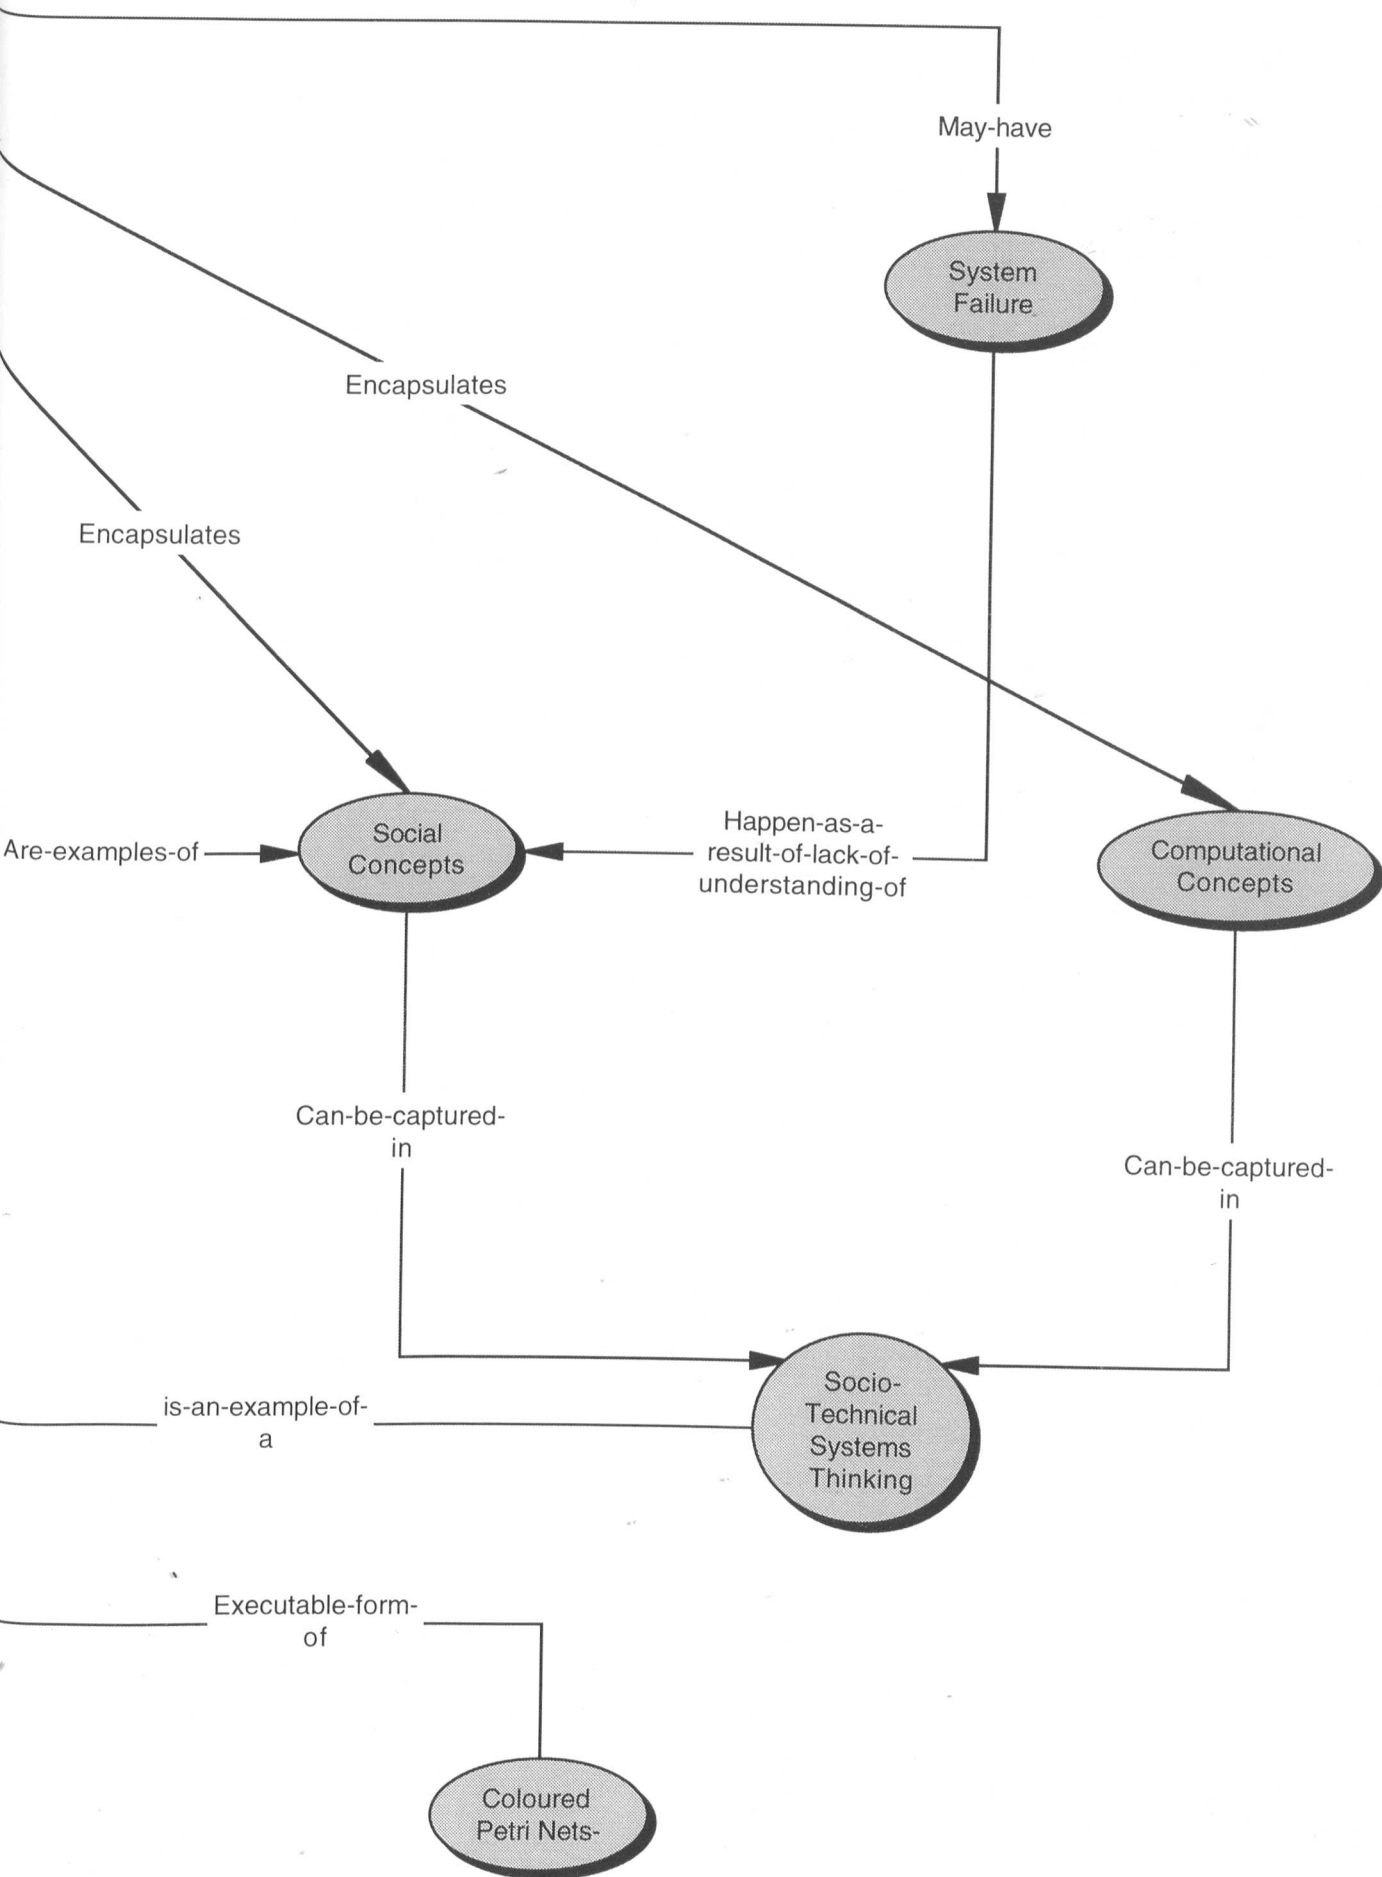 May-have
System
Failure
Encapsulates
Encapsulates
Are-examples-of
Social
Concepts
Happen-as-a-
result-of-lack-of-
understanding-of
Computational
Concepts
Can-be-captured-
in
Can-be-captured-
in
Socio-
Technical
Systems
Thinking
is-an-example-of-
a
Executable-form-
of
Coloured
Petri Nets-